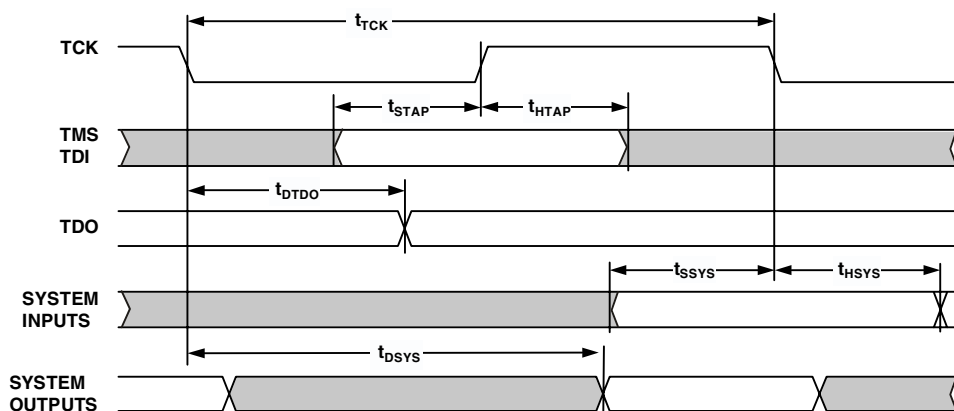 tTCK
TCK
tSTAP
tHTAP
TMS
TDI
tDTDO
TDO
tSSYS
tHSYS
SYSTEM
INPUTS
tDSYS
SYSTEM
OUTPUTS